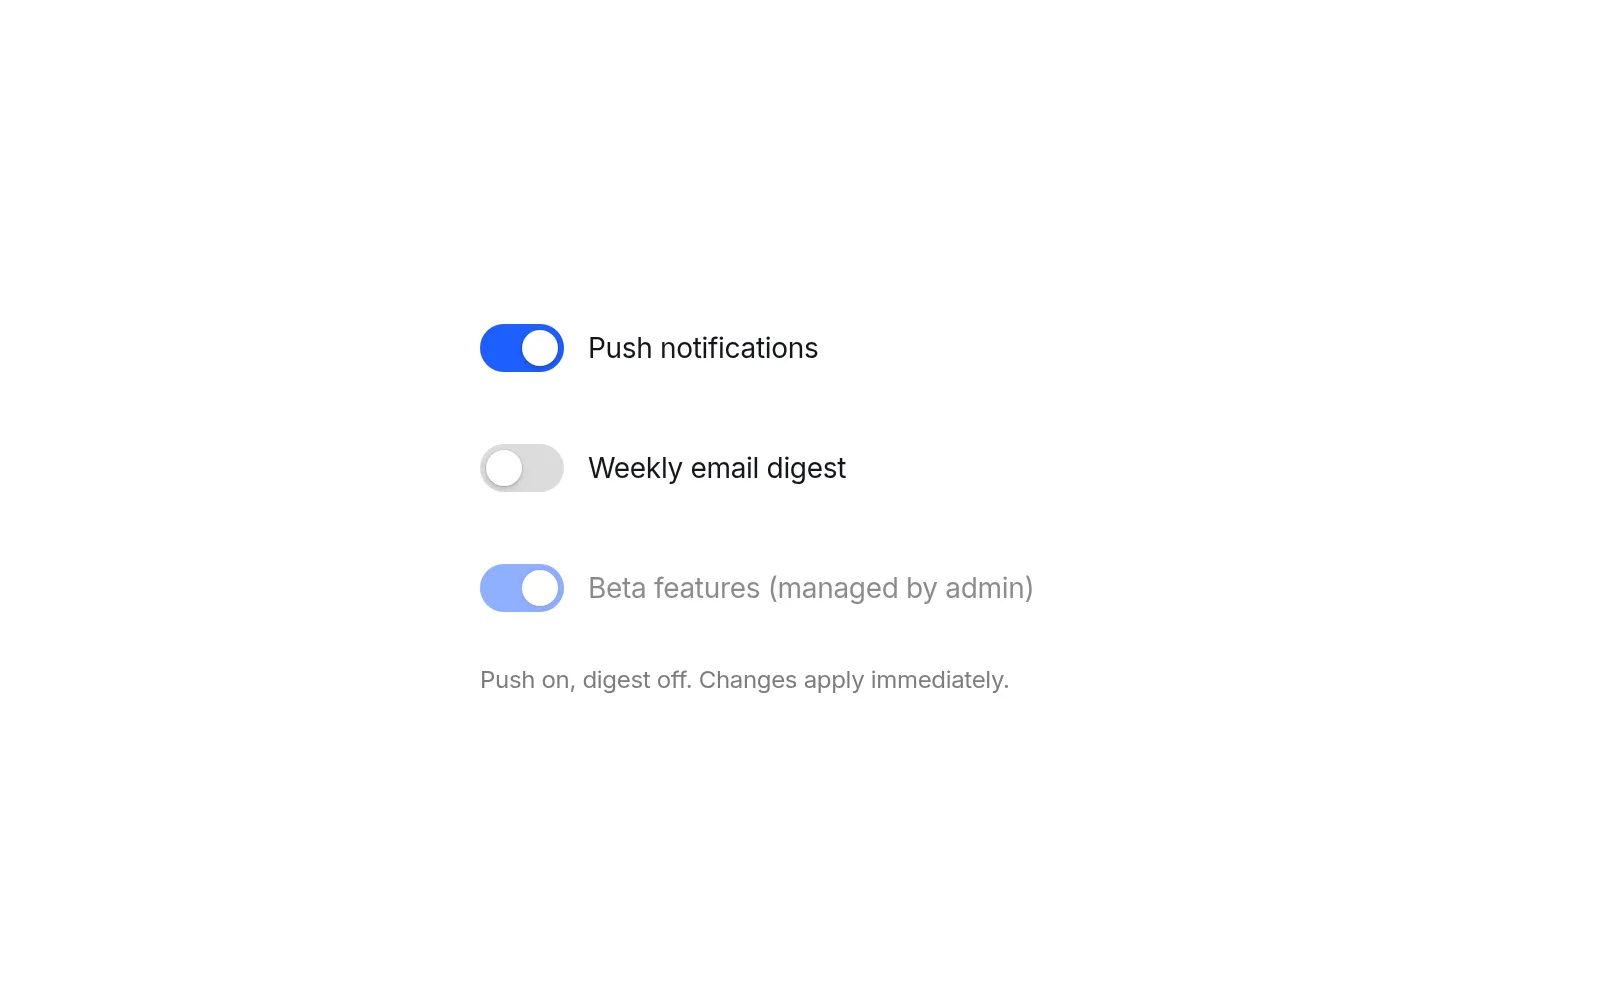 Push notifications
Weekly email digest
Beta features (managed by admin)
Push on, digest off. Changes apply immediately.